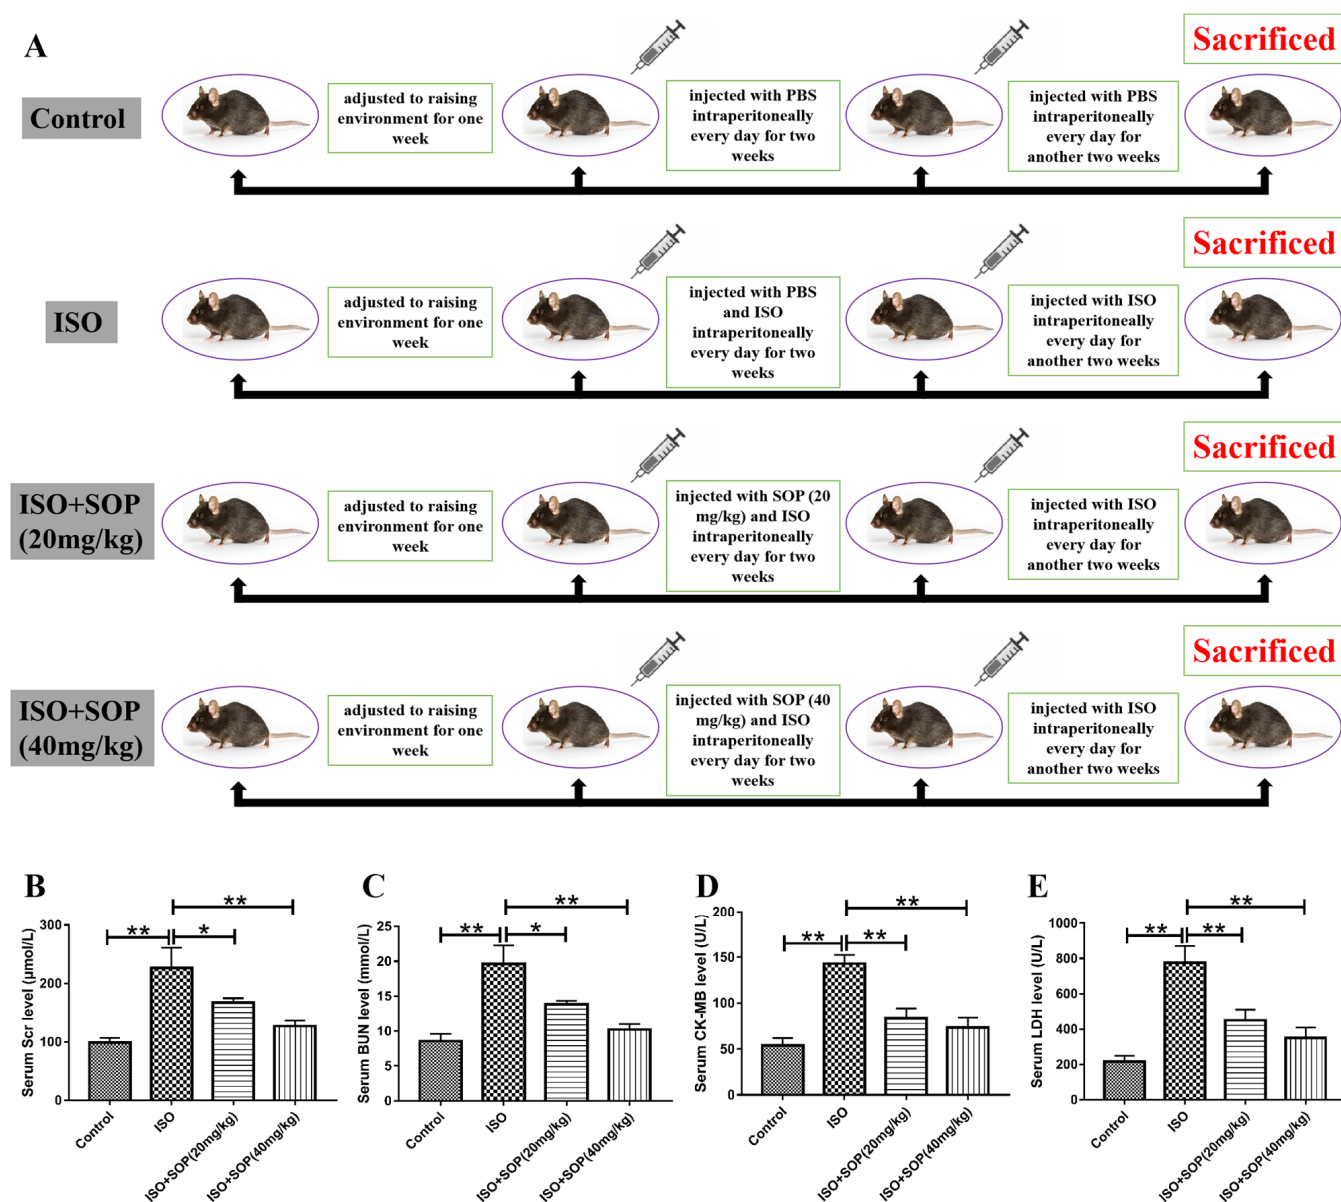 A
Sacrificed
Control
adjusted to raising
environment for one
week
injected with PBS
intraperitoneally
every day for two
weeks
injected with PBS
intraperitoneally
every day for
another two weeks
Sacrificed
ISO
adjusted to raising
environment for one
week
injected with PBS
and ISO
intraperitoneally
every day for two
weeks
injected with ISO
intraperitoneally
every day for
another two weeks
Sacrificed
ISO+SOP
(20mg/kg)
adjusted to raising
environment for one
week
injected with SOP (20
mg/kg) and ISO
intraperitoneally
every day for two
weeks
injected with ISO
intraperitoneally
every day for
another two weeks
Sacrificed
ISO+SOP
(40mg/kg)
adjusted to raising
environment for one
week
injected with SOP (40
mg/kg) and ISO
intraperitoneally
every day for two
weeks
injected with ISO
intraperitoneally
every day for
another two weeks
B
Serum Scr level (μmol/L)
300
200
100
0
**
**
*
Control
ISO
ISO+SOP(20mg/kg)
ISO+SOP(40mg/kg)
C
Serum BUN level (mmol/L)
25
20
15
10
5
0
**
**
*
Control
ISO
ISO+SOP(20mg/kg)
ISO+SOP(40mg/kg)
D
Serum CK-MB level (U/L)
200
150
100
50
0
**
**
**
Control
ISO
ISO+SOP(20mg/kg)
ISO+SOP(40mg/kg)
E
Serum LDH level (U/L)
1000
800
600
400
200
0
**
**
**
Control
ISO
ISO+SOP(20mg/kg)
ISO+SOP(40mg/kg)